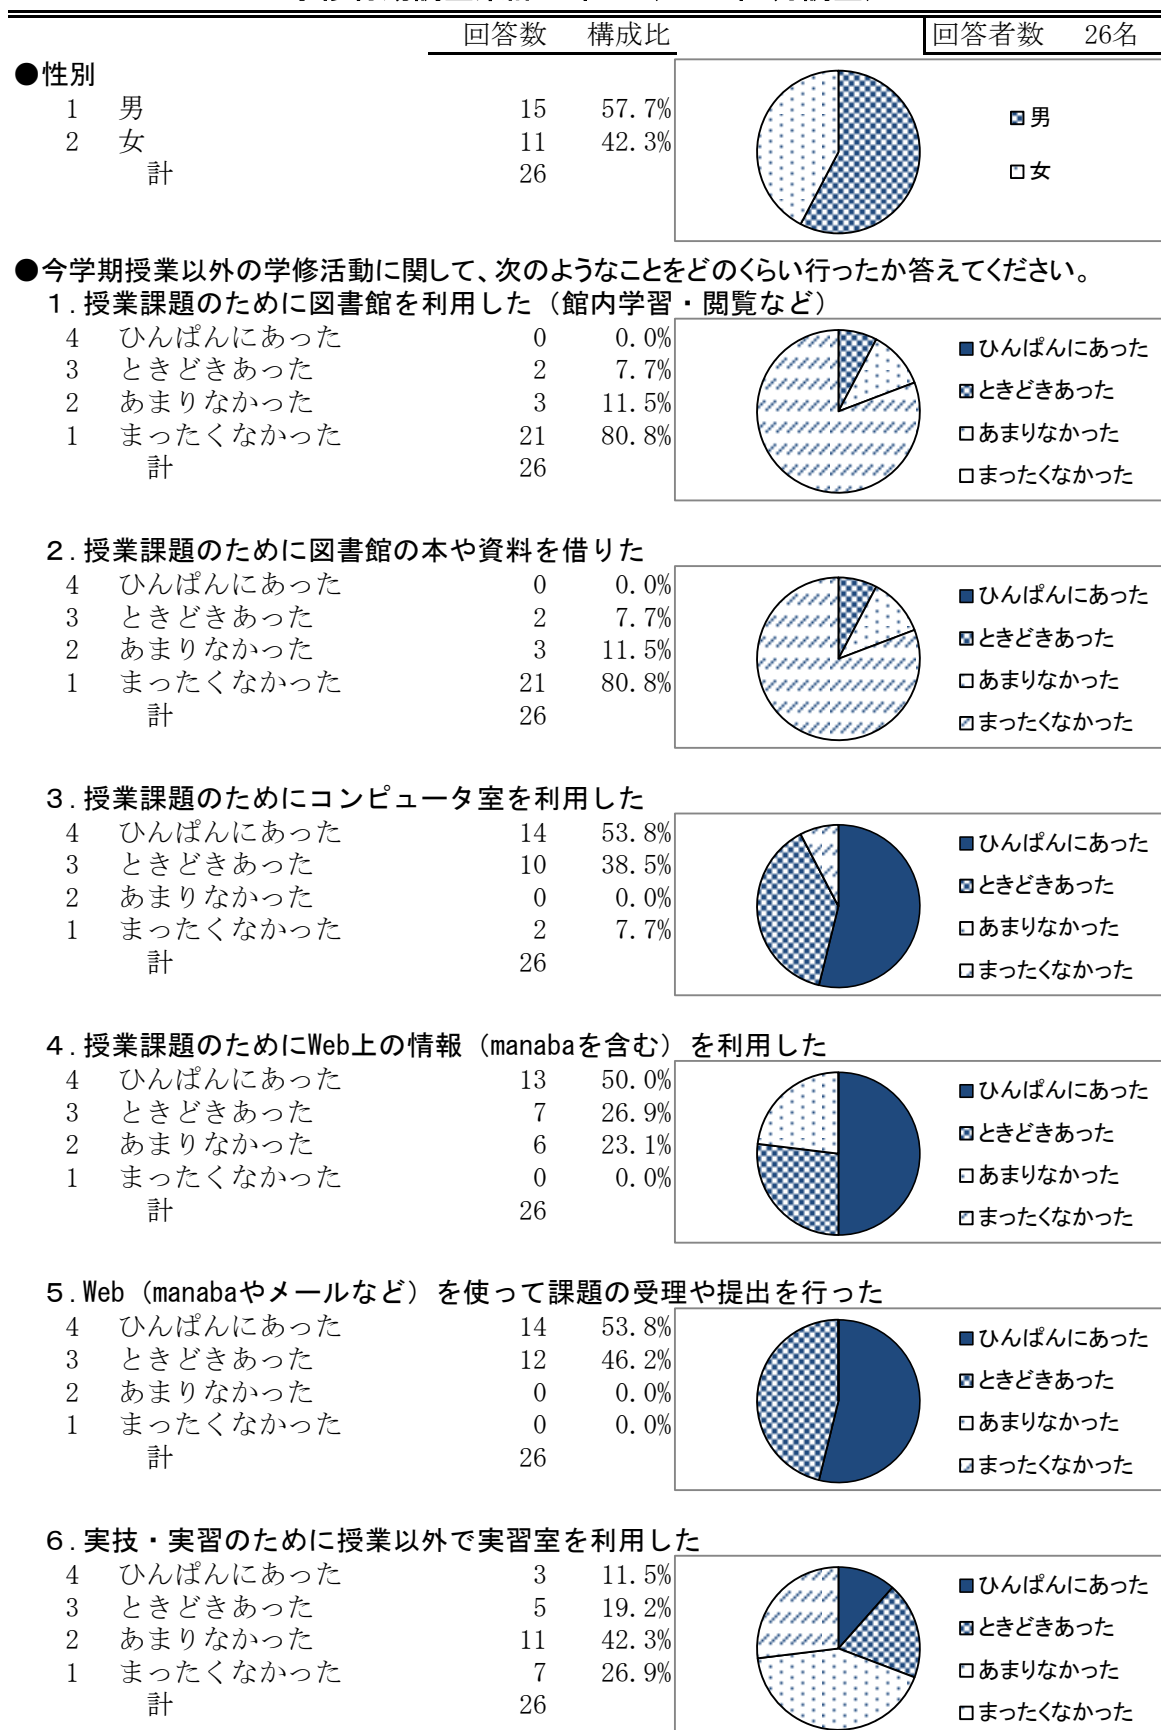 回答数 構成比 回答者数 26名
●性別
1 男 15 57.7%
2 女 11 42.3%
計 26
男
女
●今学期授業以外の学修活動に関して、次のようなことをどのくらい行ったか答えてください。
１.授業課題のために図書館を利用した（館内学習・閲覧など）
4 ひんぱんにあった 0 0.0%
3 ときどきあった 2 7.7%
2 あまりなかった 3 11.5%
1 まったくなかった 21 80.8%
計 26
ひんぱんにあった
ときどきあった
あまりなかった
まったくなかった
２.授業課題のために図書館の本や資料を借りた
4 ひんぱんにあった 0 0.0%
3 ときどきあった 2 7.7%
2 あまりなかった 3 11.5%
1 まったくなかった 21 80.8%
計 26
ひんぱんにあった
ときどきあった
あまりなかった
まったくなかった
３.授業課題のためにコンピュータ室を利用した
4 ひんぱんにあった 14 53.8%
3 ときどきあった 10 38.5%
2 あまりなかった 0 0.0%
1 まったくなかった 2 7.7%
計 26
ひんぱんにあった
ときどきあった
あまりなかった
まったくなかった
４.授業課題のためにWeb上の情報（manabaを含む）を利用した
4 ひんぱんにあった 13 50.0%
3 ときどきあった 7 26.9%
2 あまりなかった 6 23.1%
1 まったくなかった 0 0.0%
計 26
ひんぱんにあった
ときどきあった
あまりなかった
まったくなかった
５.Web（manabaやメールなど）を使って課題の受理や提出を行った
4 ひんぱんにあった 14 53.8%
3 ときどきあった 12 46.2%
2 あまりなかった 0 0.0%
1 まったくなかった 0 0.0%
計 26
ひんぱんにあった
ときどきあった
あまりなかった
まったくなかった
６.実技・実習のために授業以外で実習室を利用した
4 ひんぱんにあった 3 11.5%
3 ときどきあった 5 19.2%
2 あまりなかった 11 42.3%
1 まったくなかった 7 26.9%
計 26
ひんぱんにあった
ときどきあった
あまりなかった
まったくなかった